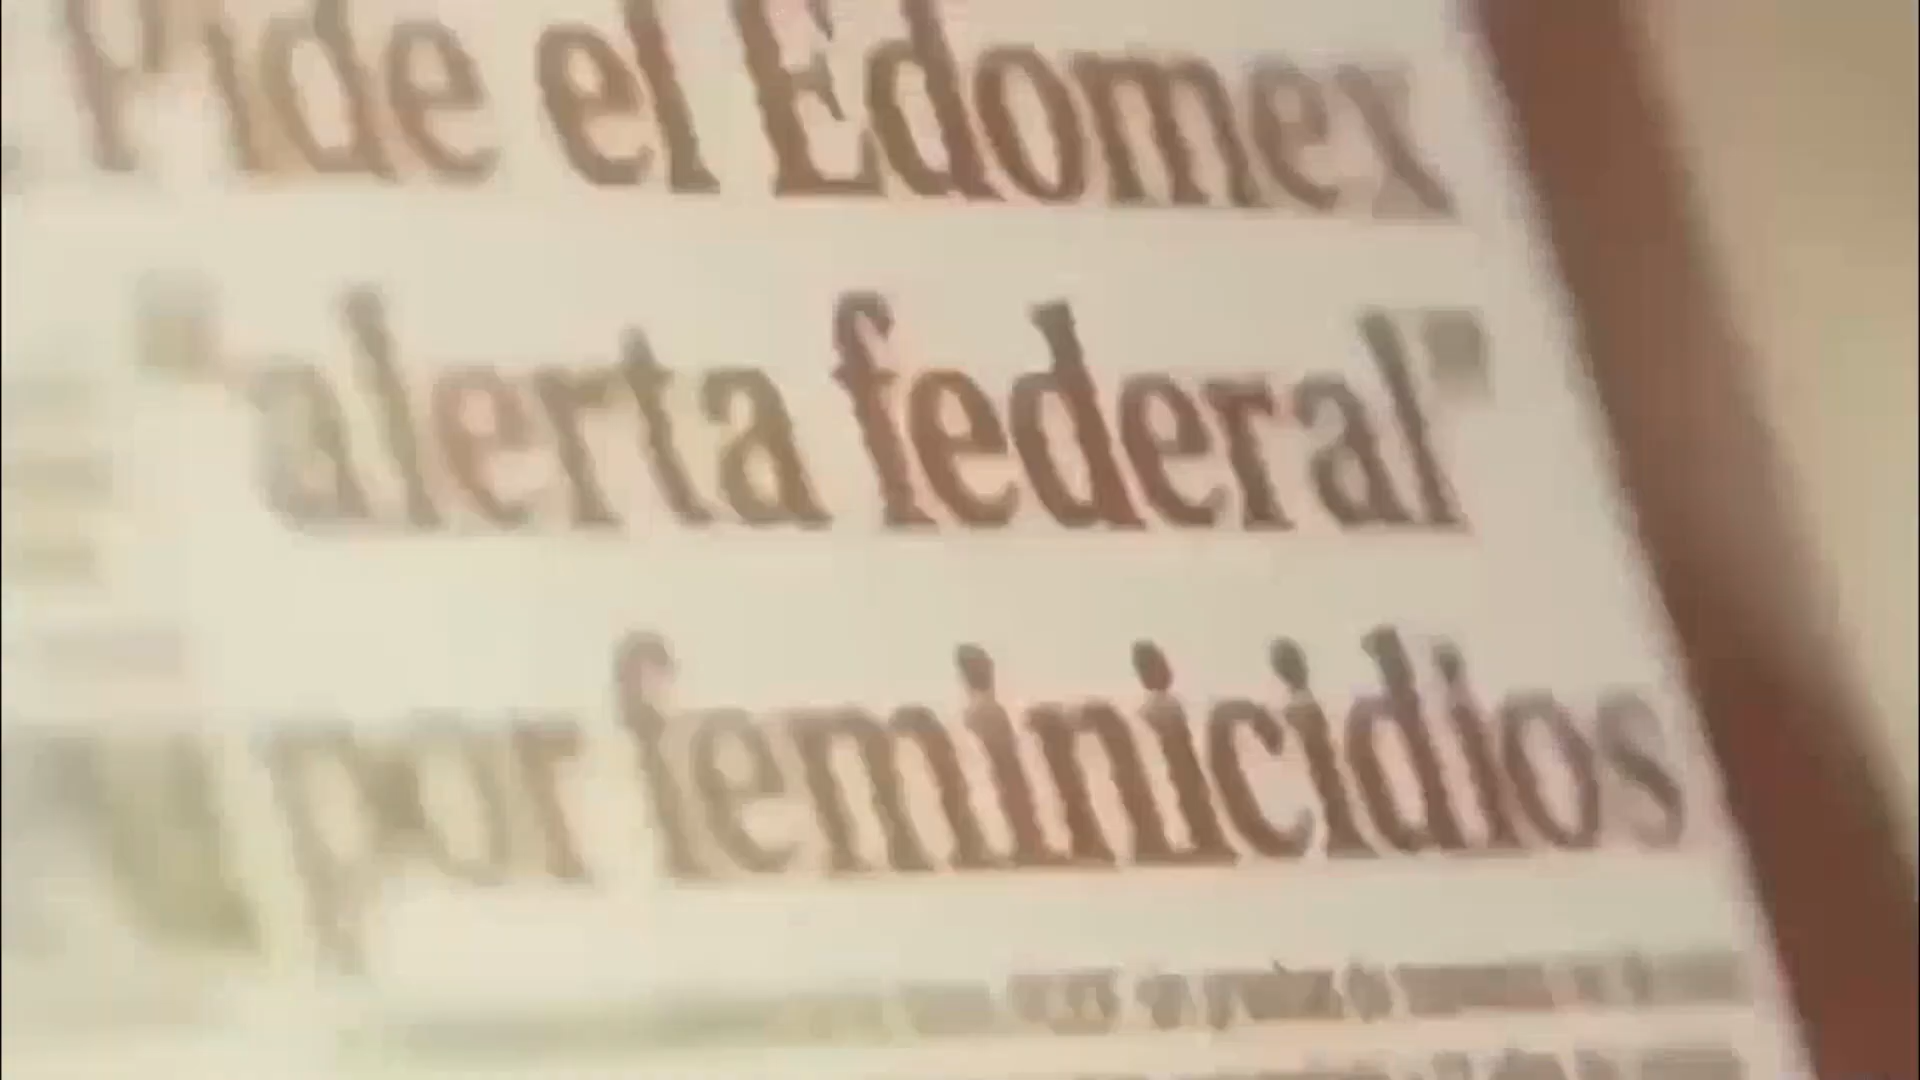 Pide el Edomex
"alerta federal"
por feminicidios